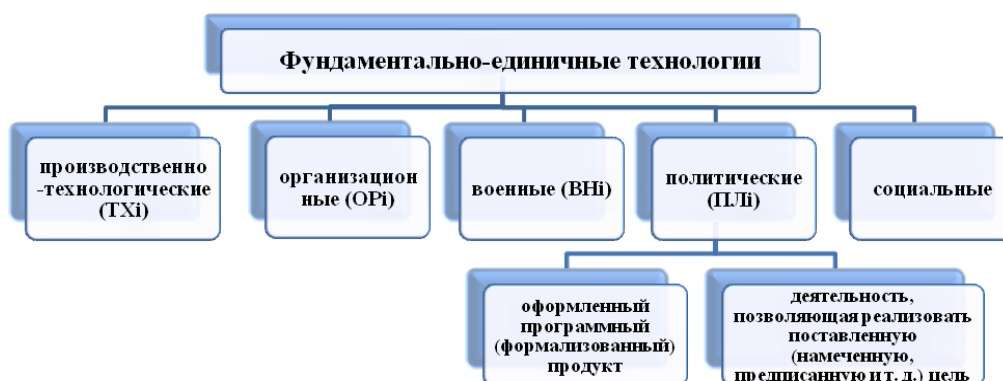 Фундаментально-единичные технологии
производственно
-технологические
(ТХi)
организацион
ные (ОРi)
военные (ВНi)
политические
(ПЛi)
социальные
оформленный
программный
(формализованный)
продукт
деятельность,
позволяющая реализовать
поставленную
(намеченную,
предписанную и т. д.) цель